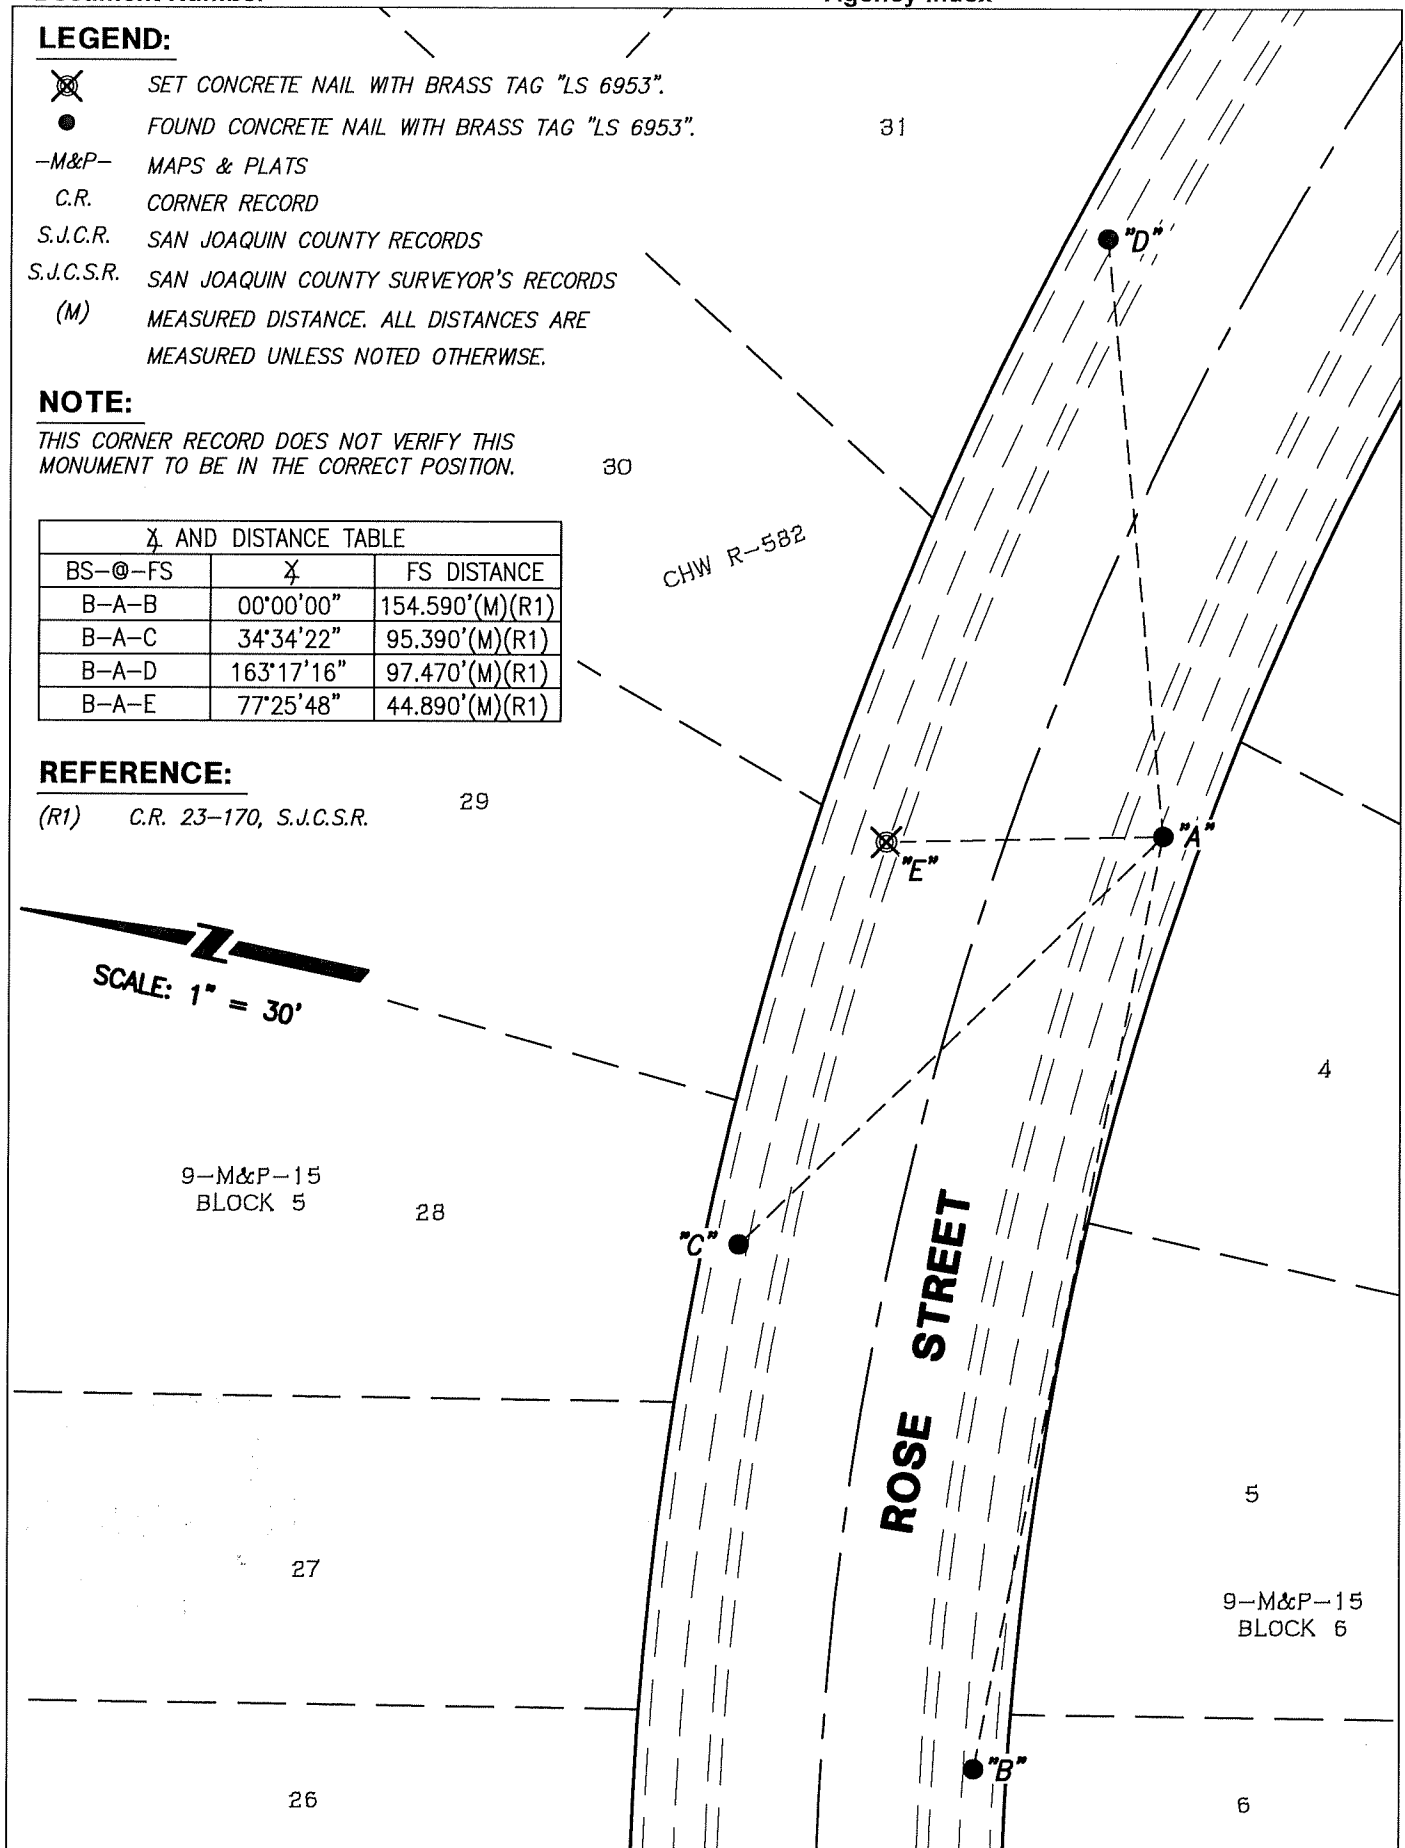 LEGEND:
SET CONCRETE NAIL WITH BRASS TAG "LS 6953".
FOUND CONCRETE NAIL WITH BRASS TAG "LS 6953".
-M&P- MAPS & PLATS
C.R. CORNER RECORD
S.J.C.R. SAN JOAQUIN COUNTY RECORDS
S.J.C.S.R. SAN JOAQUIN COUNTY SURVEYOR'S RECORDS
(M) MEASURED DISTANCE. ALL DISTANCES ARE
MEASURED UNLESS NOTED OTHERWISE.
NOTE:
THIS CORNER RECORD DOES NOT VERIFY THIS
MONUMENT TO BE IN THE CORRECT POSITION.
∡ AND DISTANCE TABLE
BS-@-FS ∡ FS DISTANCE
B-A-B 00°00'00" 154.590'(M)(R1)
B-A-C 34°34'22" 95.390'(M)(R1)
B-A-D 163°17'16" 97.470'(M)(R1)
B-A-E 77°25'48" 44.890'(M)(R1)
REFERENCE:
(R1) C.R. 23-170, S.J.C.S.R.
SCALE: 1" = 30'
31
"D"
30
CHW R-582
29
"A"
"E"
4
9-M&P-15
BLOCK 5
28
"C"
ROSE STREET
5
27
9-M&P-15
BLOCK 6
"B"
26
6